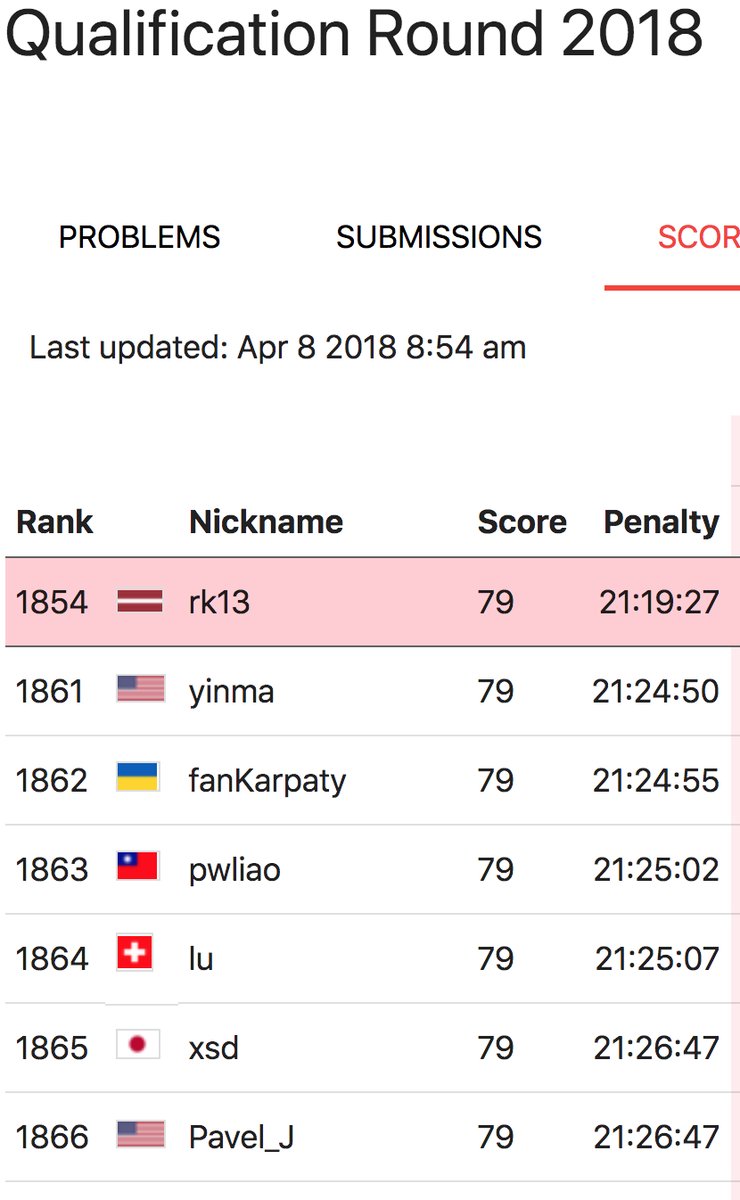 Qualification Round 2018
PROBLEMS SUBMISSIONS SCOR
Last updated: Apr 8 2018 8:54 am
Rank Nickname Score Penalty
1854 rk13 79 21:19:27
1861 yinma 79 21:24:50
1862 fanKarpaty 79 21:24:55
1863 pwliao 79 21:25:02
1864 lu 79 21:25:07
1865 xsd 79 21:26:47
1866 Pavel_J 79 21:26:47